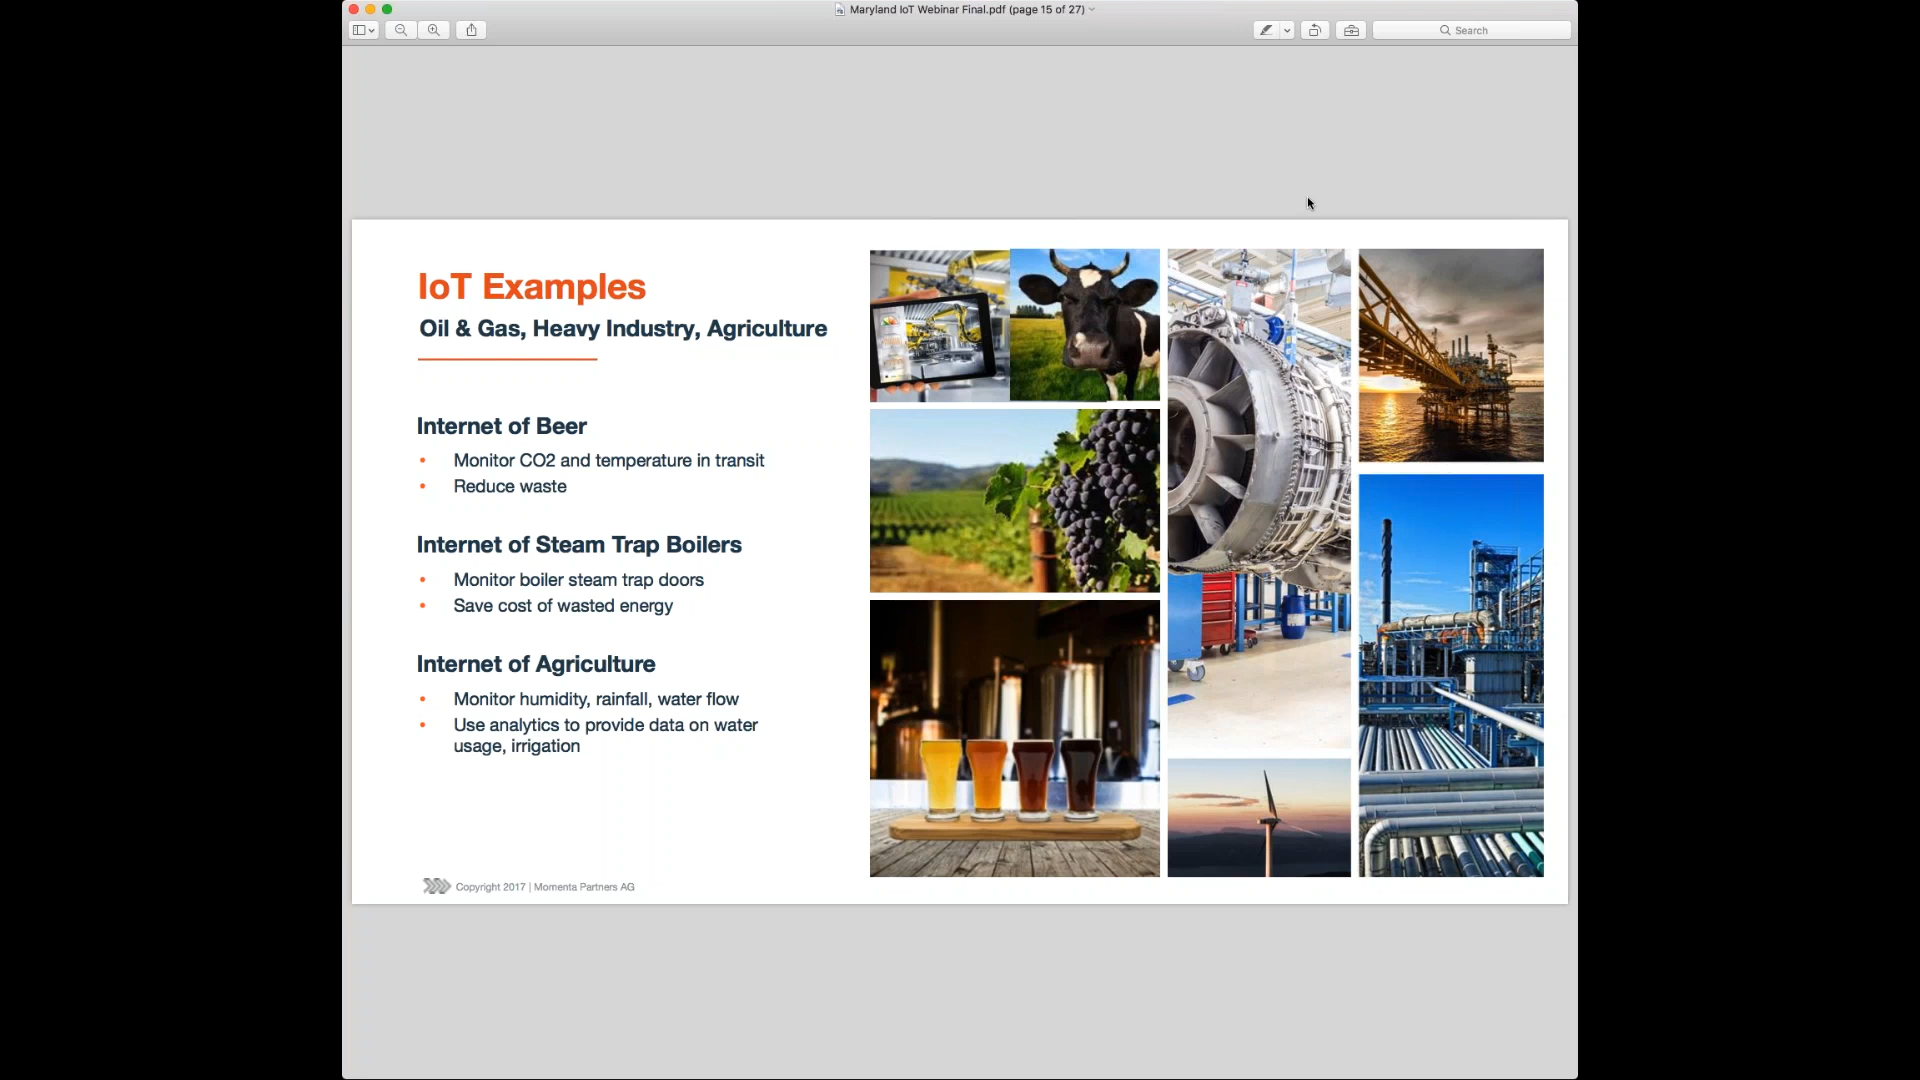 Maryland IoT Webinar Final.pdf (page 15 of 27)
Search
IoT Examples
Oil & Gas, Heavy Industry, Agriculture
Internet of Beer
• Monitor CO2 and temperature in transit
• Reduce waste
Internet of Steam Trap Boilers
• Monitor boiler steam trap doors
• Save cost of wasted energy
Internet of Agriculture
• Monitor humidity, rainfall, water flow
• Use analytics to provide data on water
usage, irrigation
Copyright 2017 | Momenta Partners AG